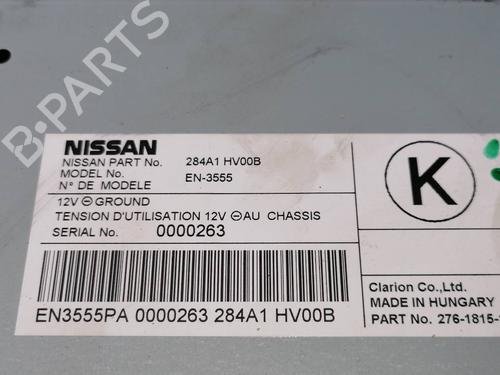 NISSAN
NISSAN PART No. 284A1 HV00B
MODEL No. EN-3555
N° DE MODELE
12V ⊖ GROUND
TENSION D'UTILISATION 12V ⊖ AU CHASSIS
SERIAL No. 0000263
EN3555PA 0000263 284A1 HV00B
K
Clarion Co.,Ltd.
MADE IN HUNGARY
PART No. 276-1815-
B-PARTS